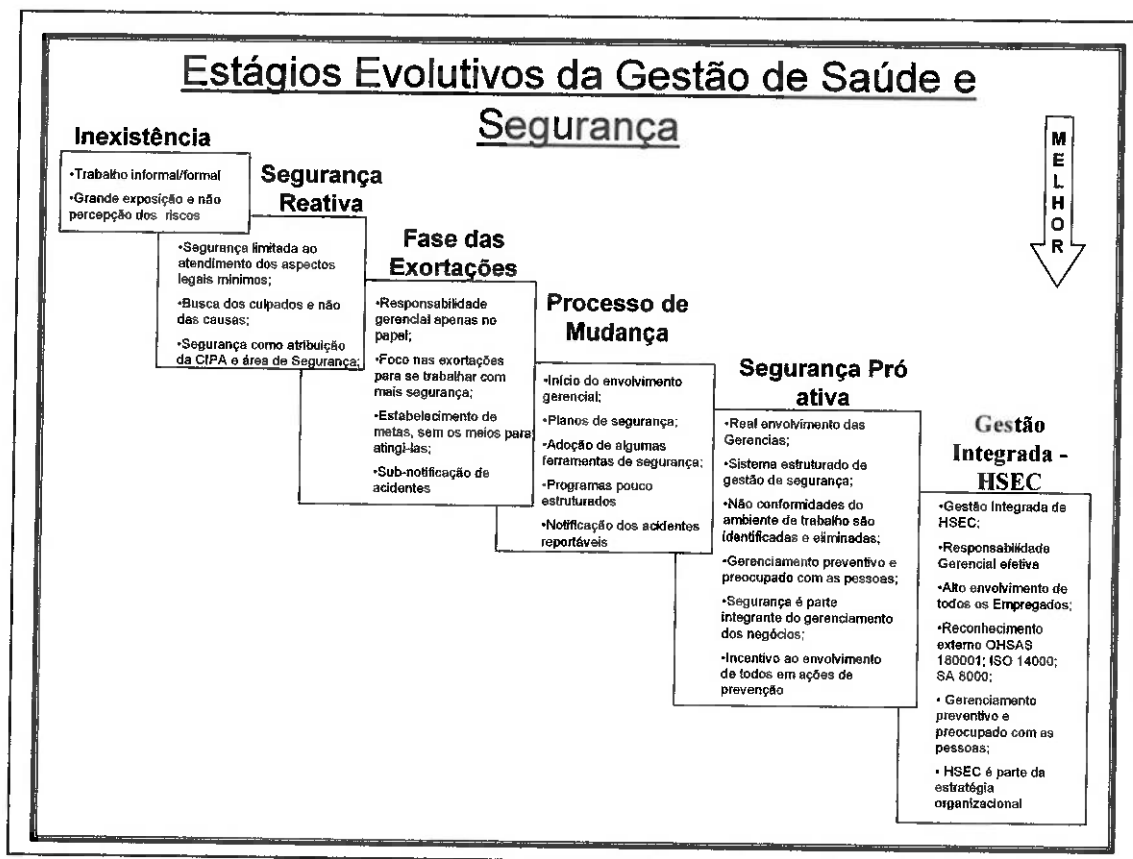 Estágios Evolutivos da Gestão de Saúde e
Segurança
MELHOR
Inexistência
•Trabalho informal/formal
•Grande exposição e não
percepção dos riscos
Segurança
Reativa
•Segurança limitada ao
atendimento dos aspectos
legais mínimos;
•Busca dos culpados e não
das causas;
•Segurança como atribuição
da CIPA e área de Segurança;
Fase das
Exortações
•Responsabilidade
gerencial apenas no
papel;
•Foco nas exortações
para se trabalhar com
mais segurança;
•Estabelecimento de
metas, sem os meios para
atingí-las;
•Sub-notificação de
acidentes
Processo de
Mudança
•Início do envolvimento
gerencial;
•Planos de segurança;
•Adoção de algumas
ferramentas de segurança;
•Programas pouco
estruturados
•Notificação dos acidentes
reportáveis
Segurança Pró
ativa
•Real envolvimento das
Gerencias;
•Sistema estruturado de
gestão de segurança;
•Não conformidades do
ambiente de trabalho são
identificadas e eliminadas;
•Gerenciamento preventivo e
preocupado com as pessoas;
•Segurança é parte
integrante do gerenciamento
dos negócios;
•Incentivo ao envolvimento
de todos em ações de
prevenção
Gestão
Integrada -
HSEC
•Gestão Integrada de
HSEC;
•Responsabilidade
Gerencial efetiva
•Alto envolvimento de
todos os Empregados;
•Reconhecimento
externo OHSAS
180001; ISO 14000;
SA 8000;
• Gerenciamento
preventivo e
preocupado com as
pessoas;
• HSEC é parte da
estratégia
organizacional